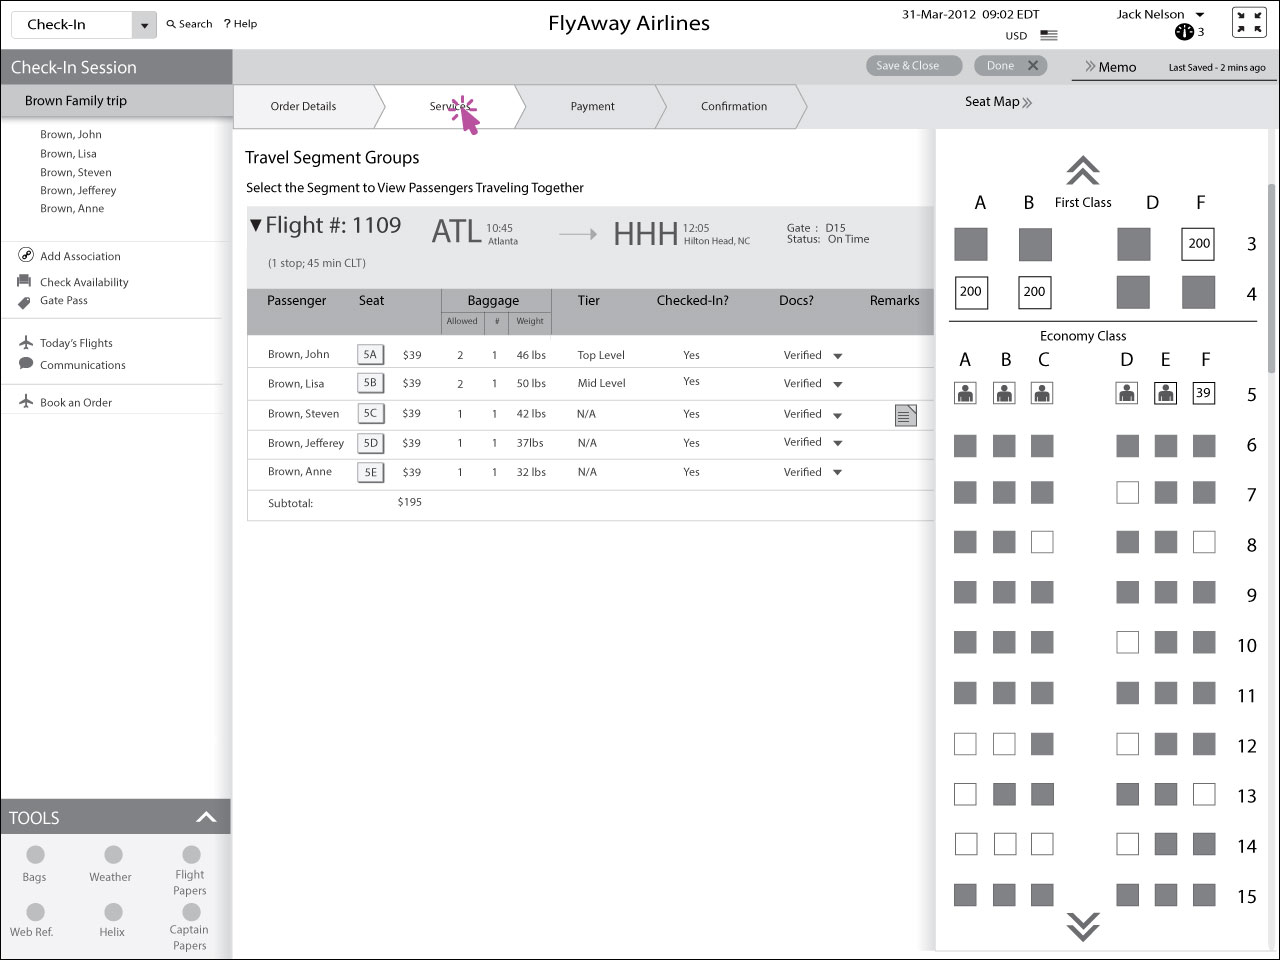 Check-In
Search
? Help
FlyAway Airlines
31-Mar-2012 09:02 EDT
USD
Jack Nelson
3
Check-In Session
Save & Close
Done
Memo
Last Saved - 2 mins ago
Brown Family trip
Order Details
Services
Payment
Confirmation
Seat Map
Brown, John
Brown, Lisa
Brown, Steven
Brown, Jefferey
Brown, Anne
Add Association
Check Availability
Gate Pass
Today's Flights
Communications
Book an Order
TOOLS
Bags
Weather
Flight
Papers
Web Ref.
Helix
Captain
Papers
Travel Segment Groups
Select the Segment to View Passengers Traveling Together
Flight #: 1109
ATL
10:45
Atlanta
HHH
12:05
Hilton Head, NC
Gate : D15
Status: On Time
(1 stop; 45 min CLT)
Passenger Seat Baggage Tier Checked-In? Docs? Remarks
Allowed # Weight
Brown, John 5A $39 2 1 46 lbs Top Level Yes Verified
Brown, Lisa 5B $39 2 1 50 lbs Mid Level Yes Verified
Brown, Steven 5C $39 1 1 42 lbs N/A Yes Verified
Brown, Jefferey 5D $39 1 1 37lbs N/A Yes Verified
Brown, Anne 5E $39 1 1 32 lbs N/A Yes Verified
Subtotal: $195
A B First Class D F
200 3
200 200 4
Economy Class
A B C D E F
39 5
6
7
8
9
10
11
12
13
14
15